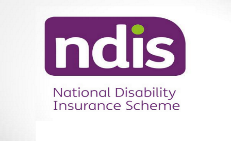 ndis
National Disability
Insurance Scheme